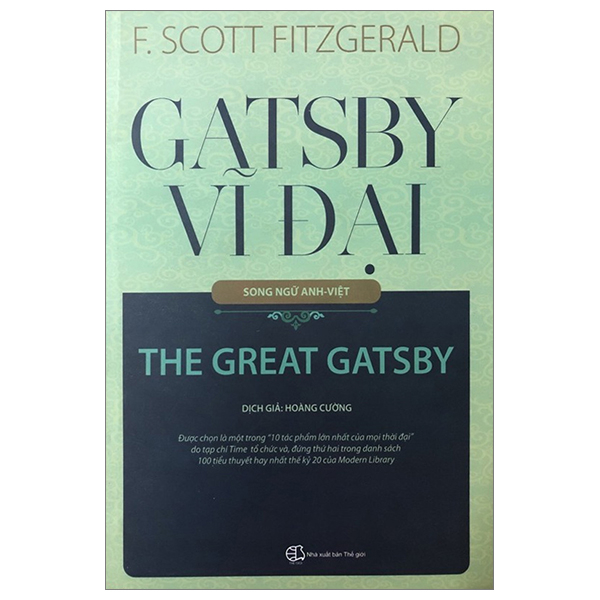 F. SCOTT FITZGERALD
GATSBY
VĨ ĐẠI
SONG NGỮ ANH-VIỆT
THE GREAT GATSBY
DỊCH GIẢ: HOÀNG CƯỜNG
Được chọn là một trong "10 tác phẩm lớn nhất của mọi thời đại"
do tạp chí Time tổ chức và, đứng thứ hai trong danh sách
100 tiểu thuyết hay nhất thế kỷ 20 của Modern Library
Nhà xuất bản Thế giới